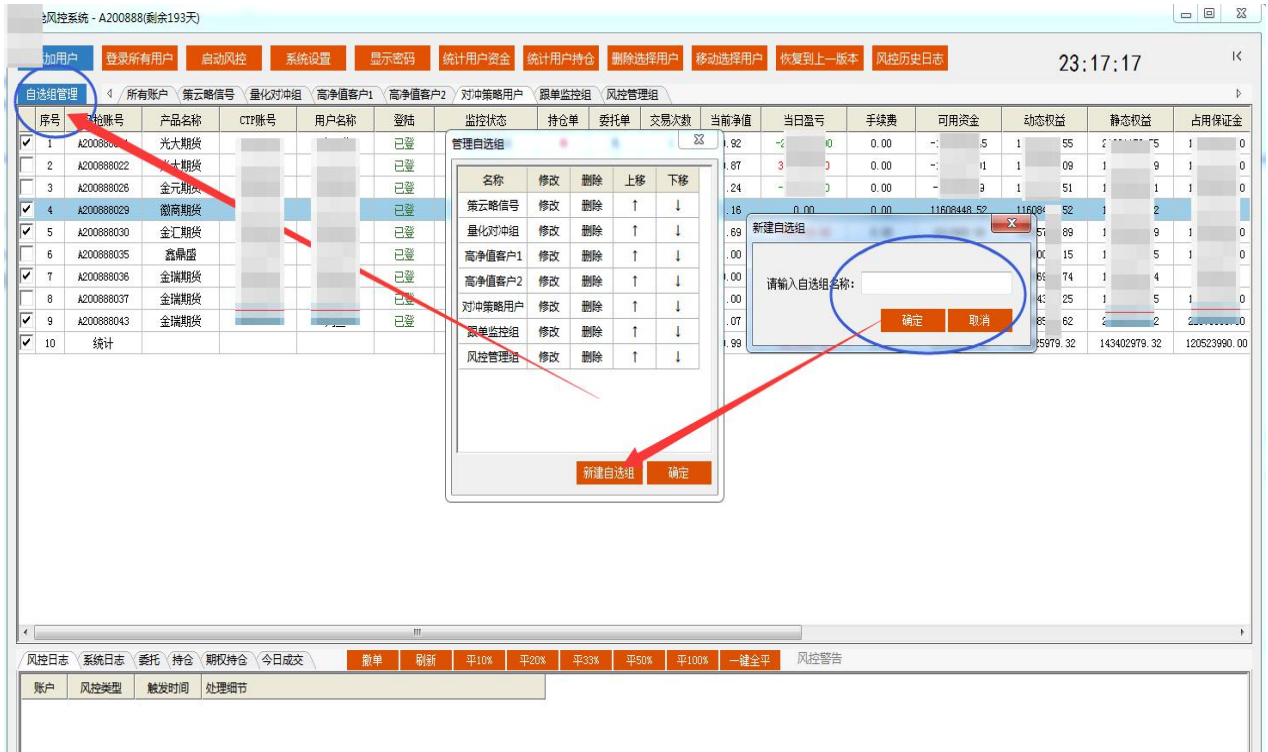 风控系统 - A200888(剩余193天)
加用户 登录所有用户 启动风控 系统设置 显示密码 统计用户资金 统计用户持仓 删除选择用户 移动选择用户 恢复到上一版本 风控历史日志 23:17:17
自选组管理 所有账户 策云略信号 量化对冲组 高净值客户1 高净值客户2 对冲策略用户 跟单监控组 风控管理组
序号 枪账号 产品名称 CTP账号 用户名称 登陆 监控状态 持仓单 委托单 交易次数 当前净值 当日盈亏 手续费 可用资金 动态权益 静态权益 占用保证金
1 光大期货 已登 .92 0.00
2 A200888022 光大期货 已登 .87 0.00
3 A200888026 金元期货 已登 .24 0.00
4 A200888029 徽商期货 已登 .16 0.00 0.00 11608448.52
5 A200888030 金汇期货 已登 .69
6 A200888035 鑫鼎盛 已登 .00
7 A200888036 金瑞期货 已登 .00
8 A200888037 金瑞期货 已登 .00
9 A200888043 金瑞期货 已登 .07
10 统计 .99 25979.32 143402979.32 120523990.00
管理自选组
名称 修改 删除 上移 下移
策云略信号 修改 删除 ↑ ↓
量化对冲组 修改 删除 ↑ ↓
高净值客户1 修改 删除 ↑ ↓
高净值客户2 修改 删除 ↑ ↓
对冲策略用户 修改 删除 ↑ ↓
跟单监控组 修改 删除 ↑ ↓
风控管理组 修改 删除 ↑ ↓
新建自选组 确定
新建自选组
请输入自选组名称:
确定 取消
风控日志 系统日志 委托 持仓 期权持仓 今日成交 撤单 刷新 平10% 平20% 平33% 平50% 平100% 一键全平 风控警告
账户 风控类型 触发时间 处理细节